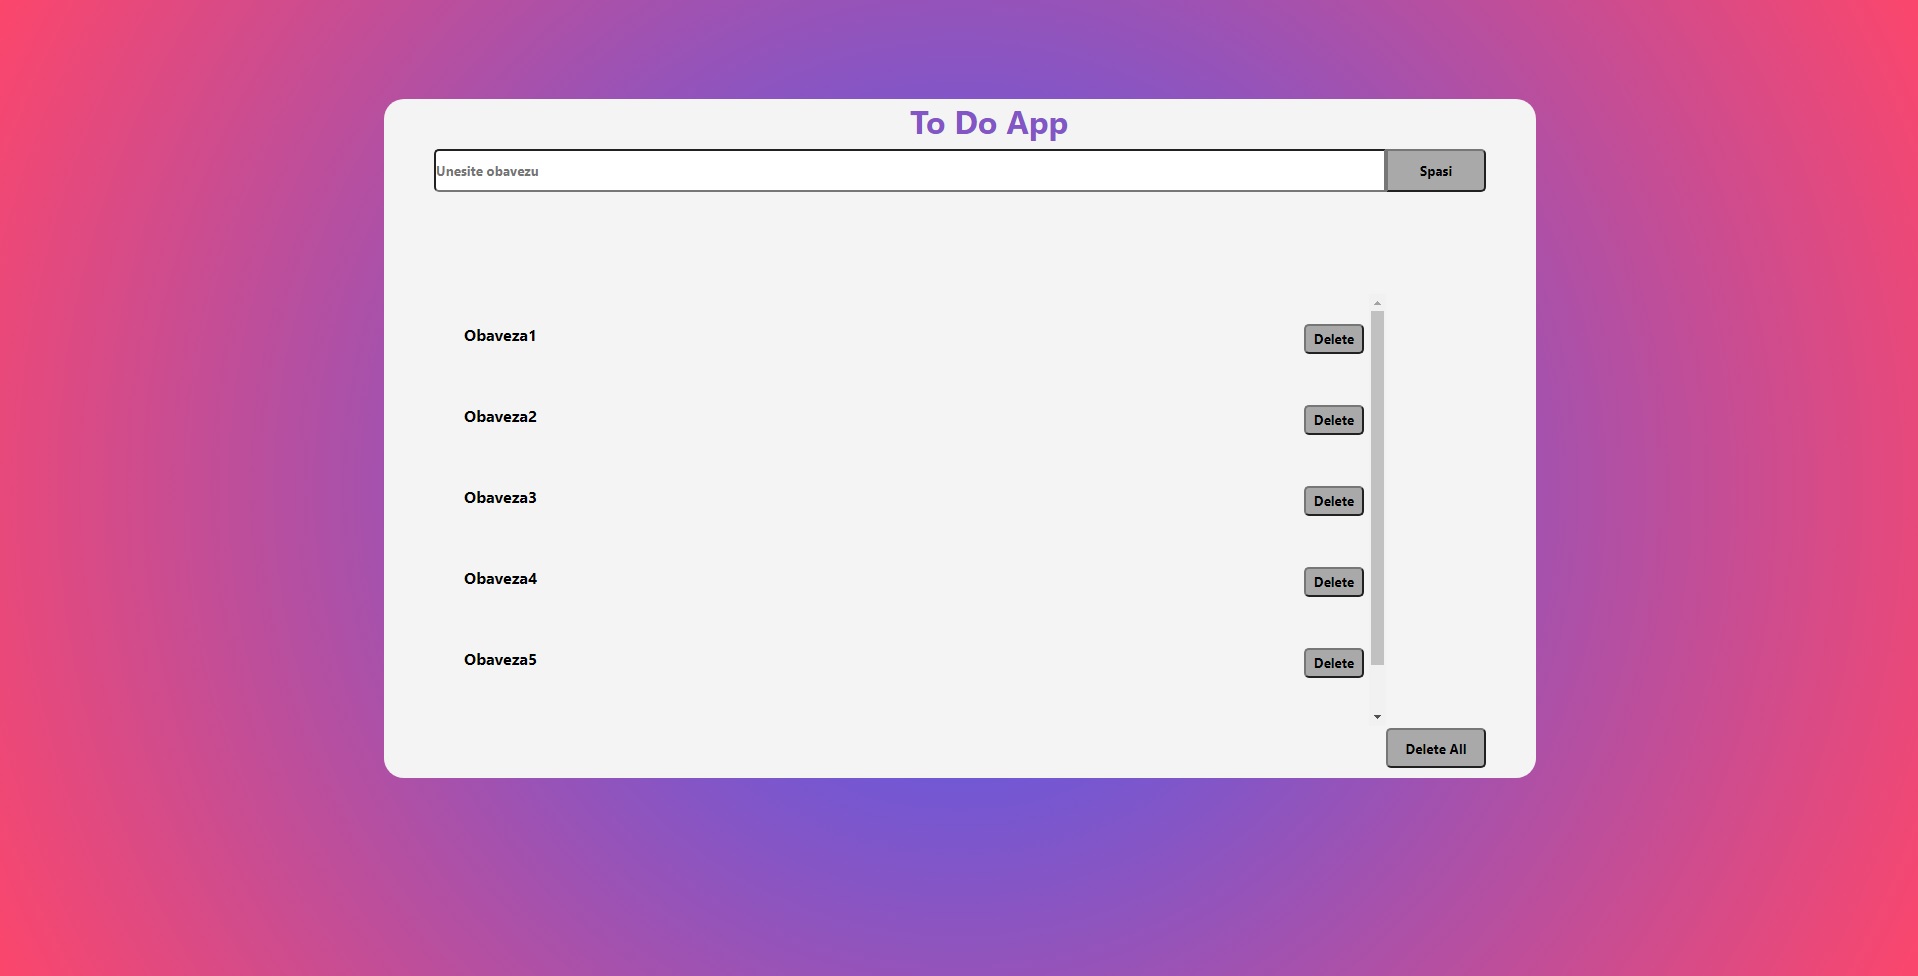 To Do App
Unesite obavezu Spasi
Obaveza1 Delete
Obaveza2 Delete
Obaveza3 Delete
Obaveza4 Delete
Obaveza5 Delete
Delete All